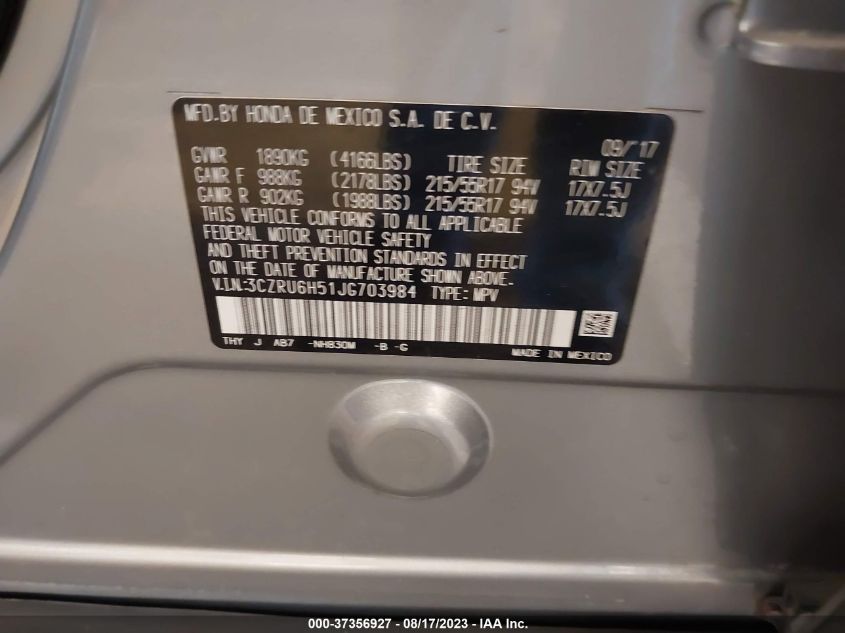 MFD.BY HONDA DE MEXICO S.A. DE C.V.
09/17
GVWR 1890KG (4166LBS) TIRE SIZE RIM SIZE
GAWR F 988KG (2178LBS) 215/55R17 94V 17X7.5J
GAWR R 902KG (1988LBS) 215/55R17 94V 17X7.5J
THIS VEHICLE CONFORMS TO ALL APPLICABLE
FEDERAL MOTOR VEHICLE SAFETY
AND THEFT PREVENTION STANDARDS IN EFFECT
ON THE DATE OF MANUFACTURE SHOWN ABOVE.
V.I.N.:3CZRU6H51JG703984 TYPE: MPV
THY J AB7 -NH830M -B -G MADE IN MEXICO
000-37356927 - 08/17/2023 - IAA Inc.